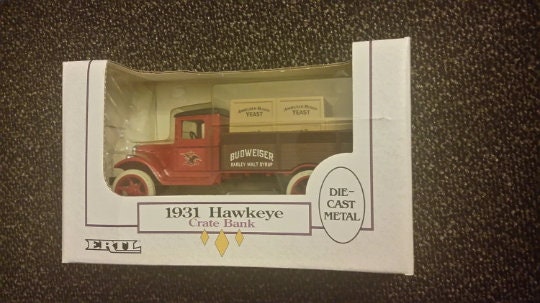 ANHEUSER-BUSCH
YEAST
ANHEUSER-BUSCH
YEAST
BUDWEISER
BARLEY MALT SYRUP
1931 Hawkeye
Crate Bank
DIE-
CAST
METAL
ERTL